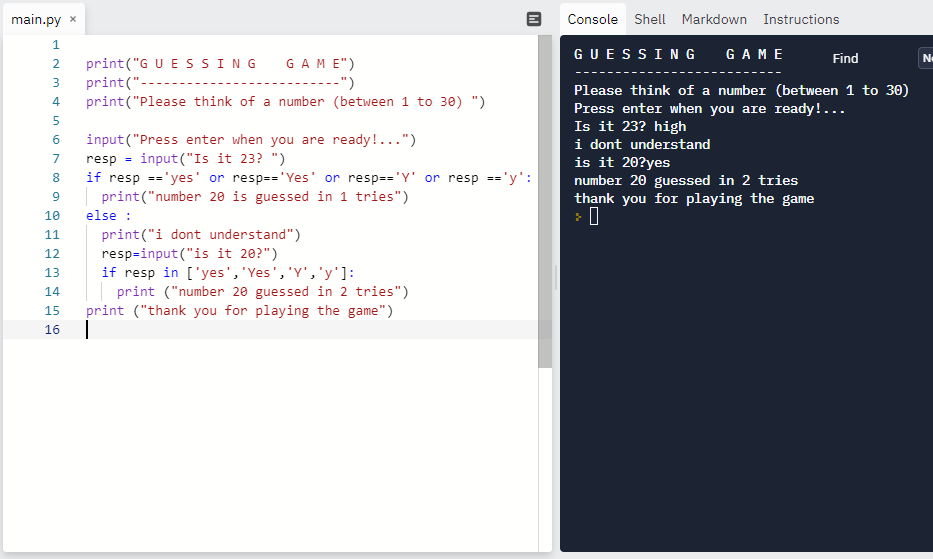 main.py ×
1
2 print("G U E S S I N G    G A M E")
3 print("--------------------------")
4 print("Please think of a number (between 1 to 30) ")
5
6 input("Press enter when you are ready!...")
7 resp = input("Is it 23? ")
8 if resp =='yes' or resp=='Yes' or resp=='Y' or resp =='y':
9   print("number 20 is guessed in 1 tries")
10 else :
11   print("i dont understand")
12   resp=input("is it 20?")
13   if resp in ['yes','Yes','Y','y']:
14     print ("number 20 guessed in 2 tries")
15 print ("thank you for playing the game")
16
Console Shell Markdown Instructions
G U E S S I N G    G A M E
Find
--------------------------
Please think of a number (between 1 to 30)
Press enter when you are ready!...
Is it 23? high
i dont understand
is it 20?yes
number 20 guessed in 2 tries
thank you for playing the game